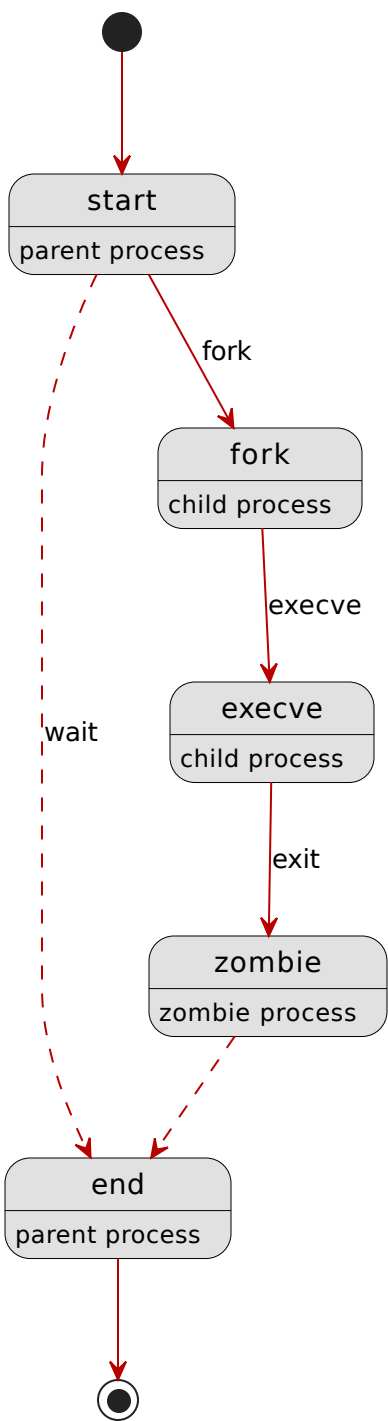 start
parent process
fork
fork
child process
execve
execve
child process
wait
exit
zombie
zombie process
end
parent process